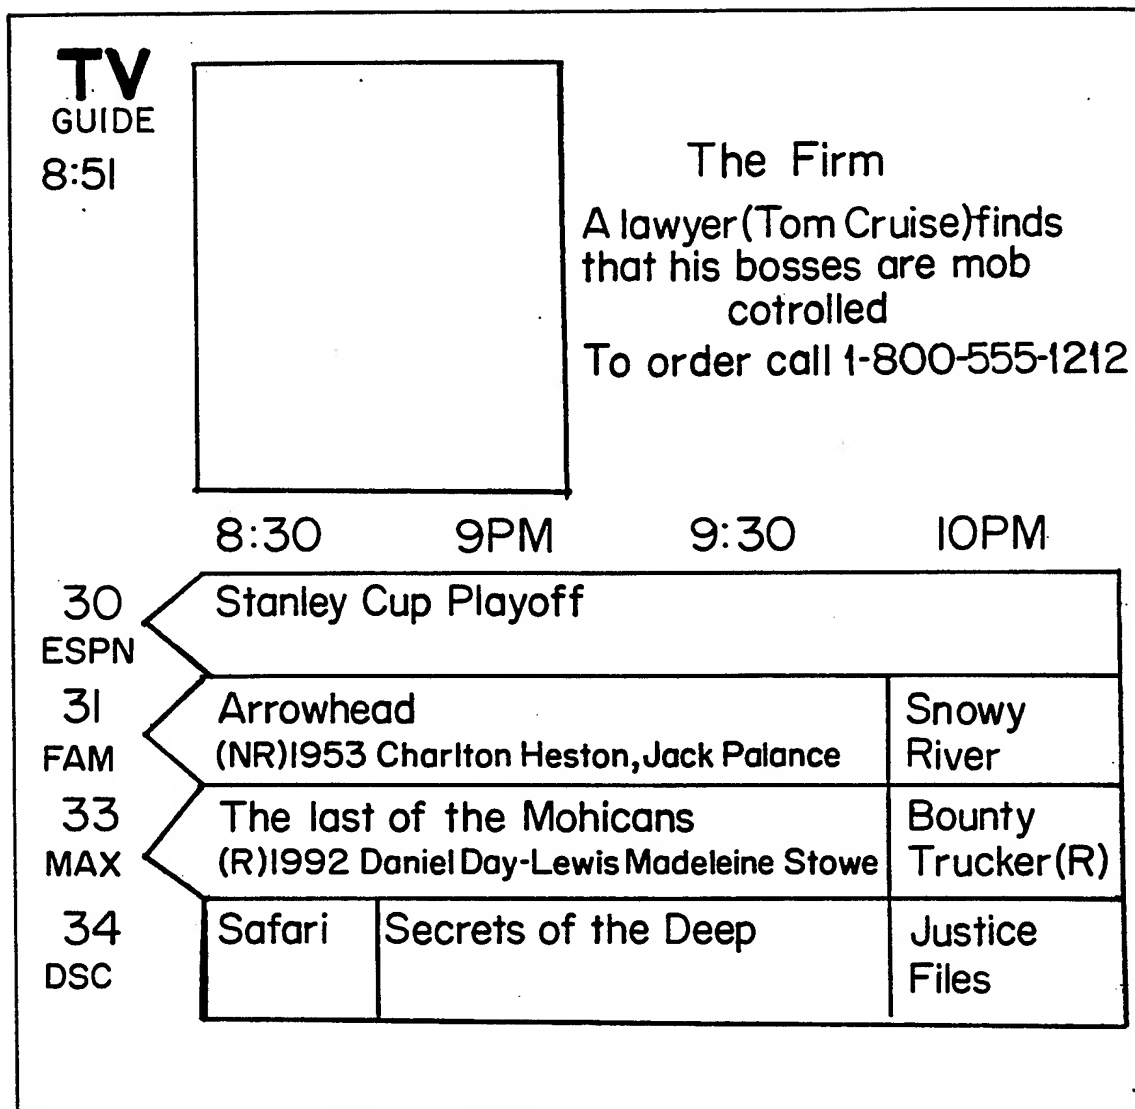 TV
GUIDE
8:51
The Firm
A lawyer(Tom Cruise)finds
that his bosses are mob
cotrolled
To order call 1-800-555-1212
8:30 9PM 9:30 10PM
30 Stanley Cup Playoff
ESPN
31 Arrowhead Snowy
FAM (NR)1953 Charlton Heston,Jack Palance River
33 The last of the Mohicans Bounty
MAX (R)1992 Daniel Day-Lewis Madeleine Stowe Trucker(R)
34 Safari Secrets of the Deep Justice
DSC Files